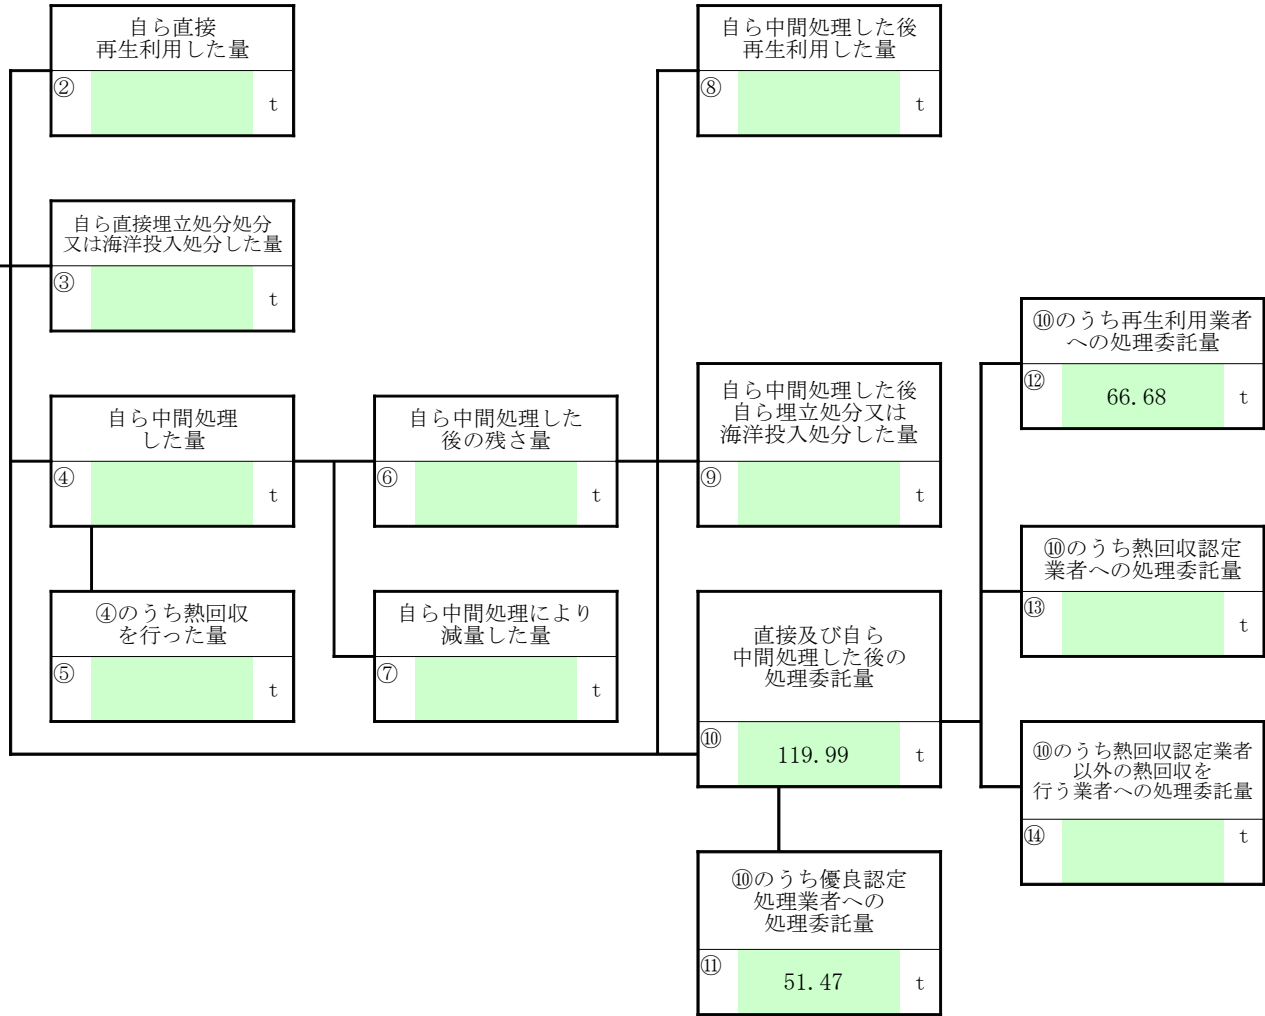 自ら直接
再生利用した量
②
t
自ら中間処理した後
再生利用した量
⑧
t
自ら直接埋立処分処分
又は海洋投入処分した量
③
t
⑩のうち再生利用業者
への処理委託量
⑫
66.68
t
自ら中間処理
した量
④
t
自ら中間処理した
後の残さ量
⑥
t
自ら中間処理した後
自ら埋立処分又は
海洋投入処分した量
⑨
t
⑩のうち熱回収認定
業者への処理委託量
⑬
t
④のうち熱回収
を行った量
⑤
t
自ら中間処理により
減量した量
⑦
t
直接及び自ら
中間処理した後の
処理委託量
⑩
119.99
t
⑩のうち熱回収認定業者
以外の熱回収を
行う業者への処理委託量
⑭
t
⑩のうち優良認定
処理業者への
処理委託量
⑪
51.47
t